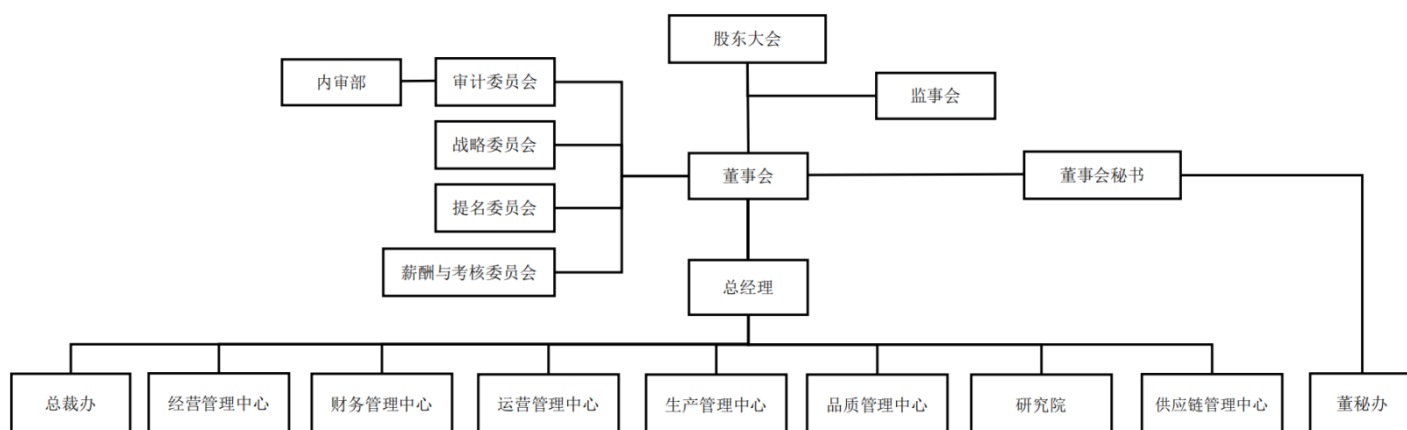 股东大会
内审部
审计委员会
监事会
战略委员会
董事会
董事会秘书
提名委员会
薪酬与考核委员会
总经理
总裁办
经营管理中心
财务管理中心
运营管理中心
生产管理中心
品质管理中心
研究院
供应链管理中心
董秘办